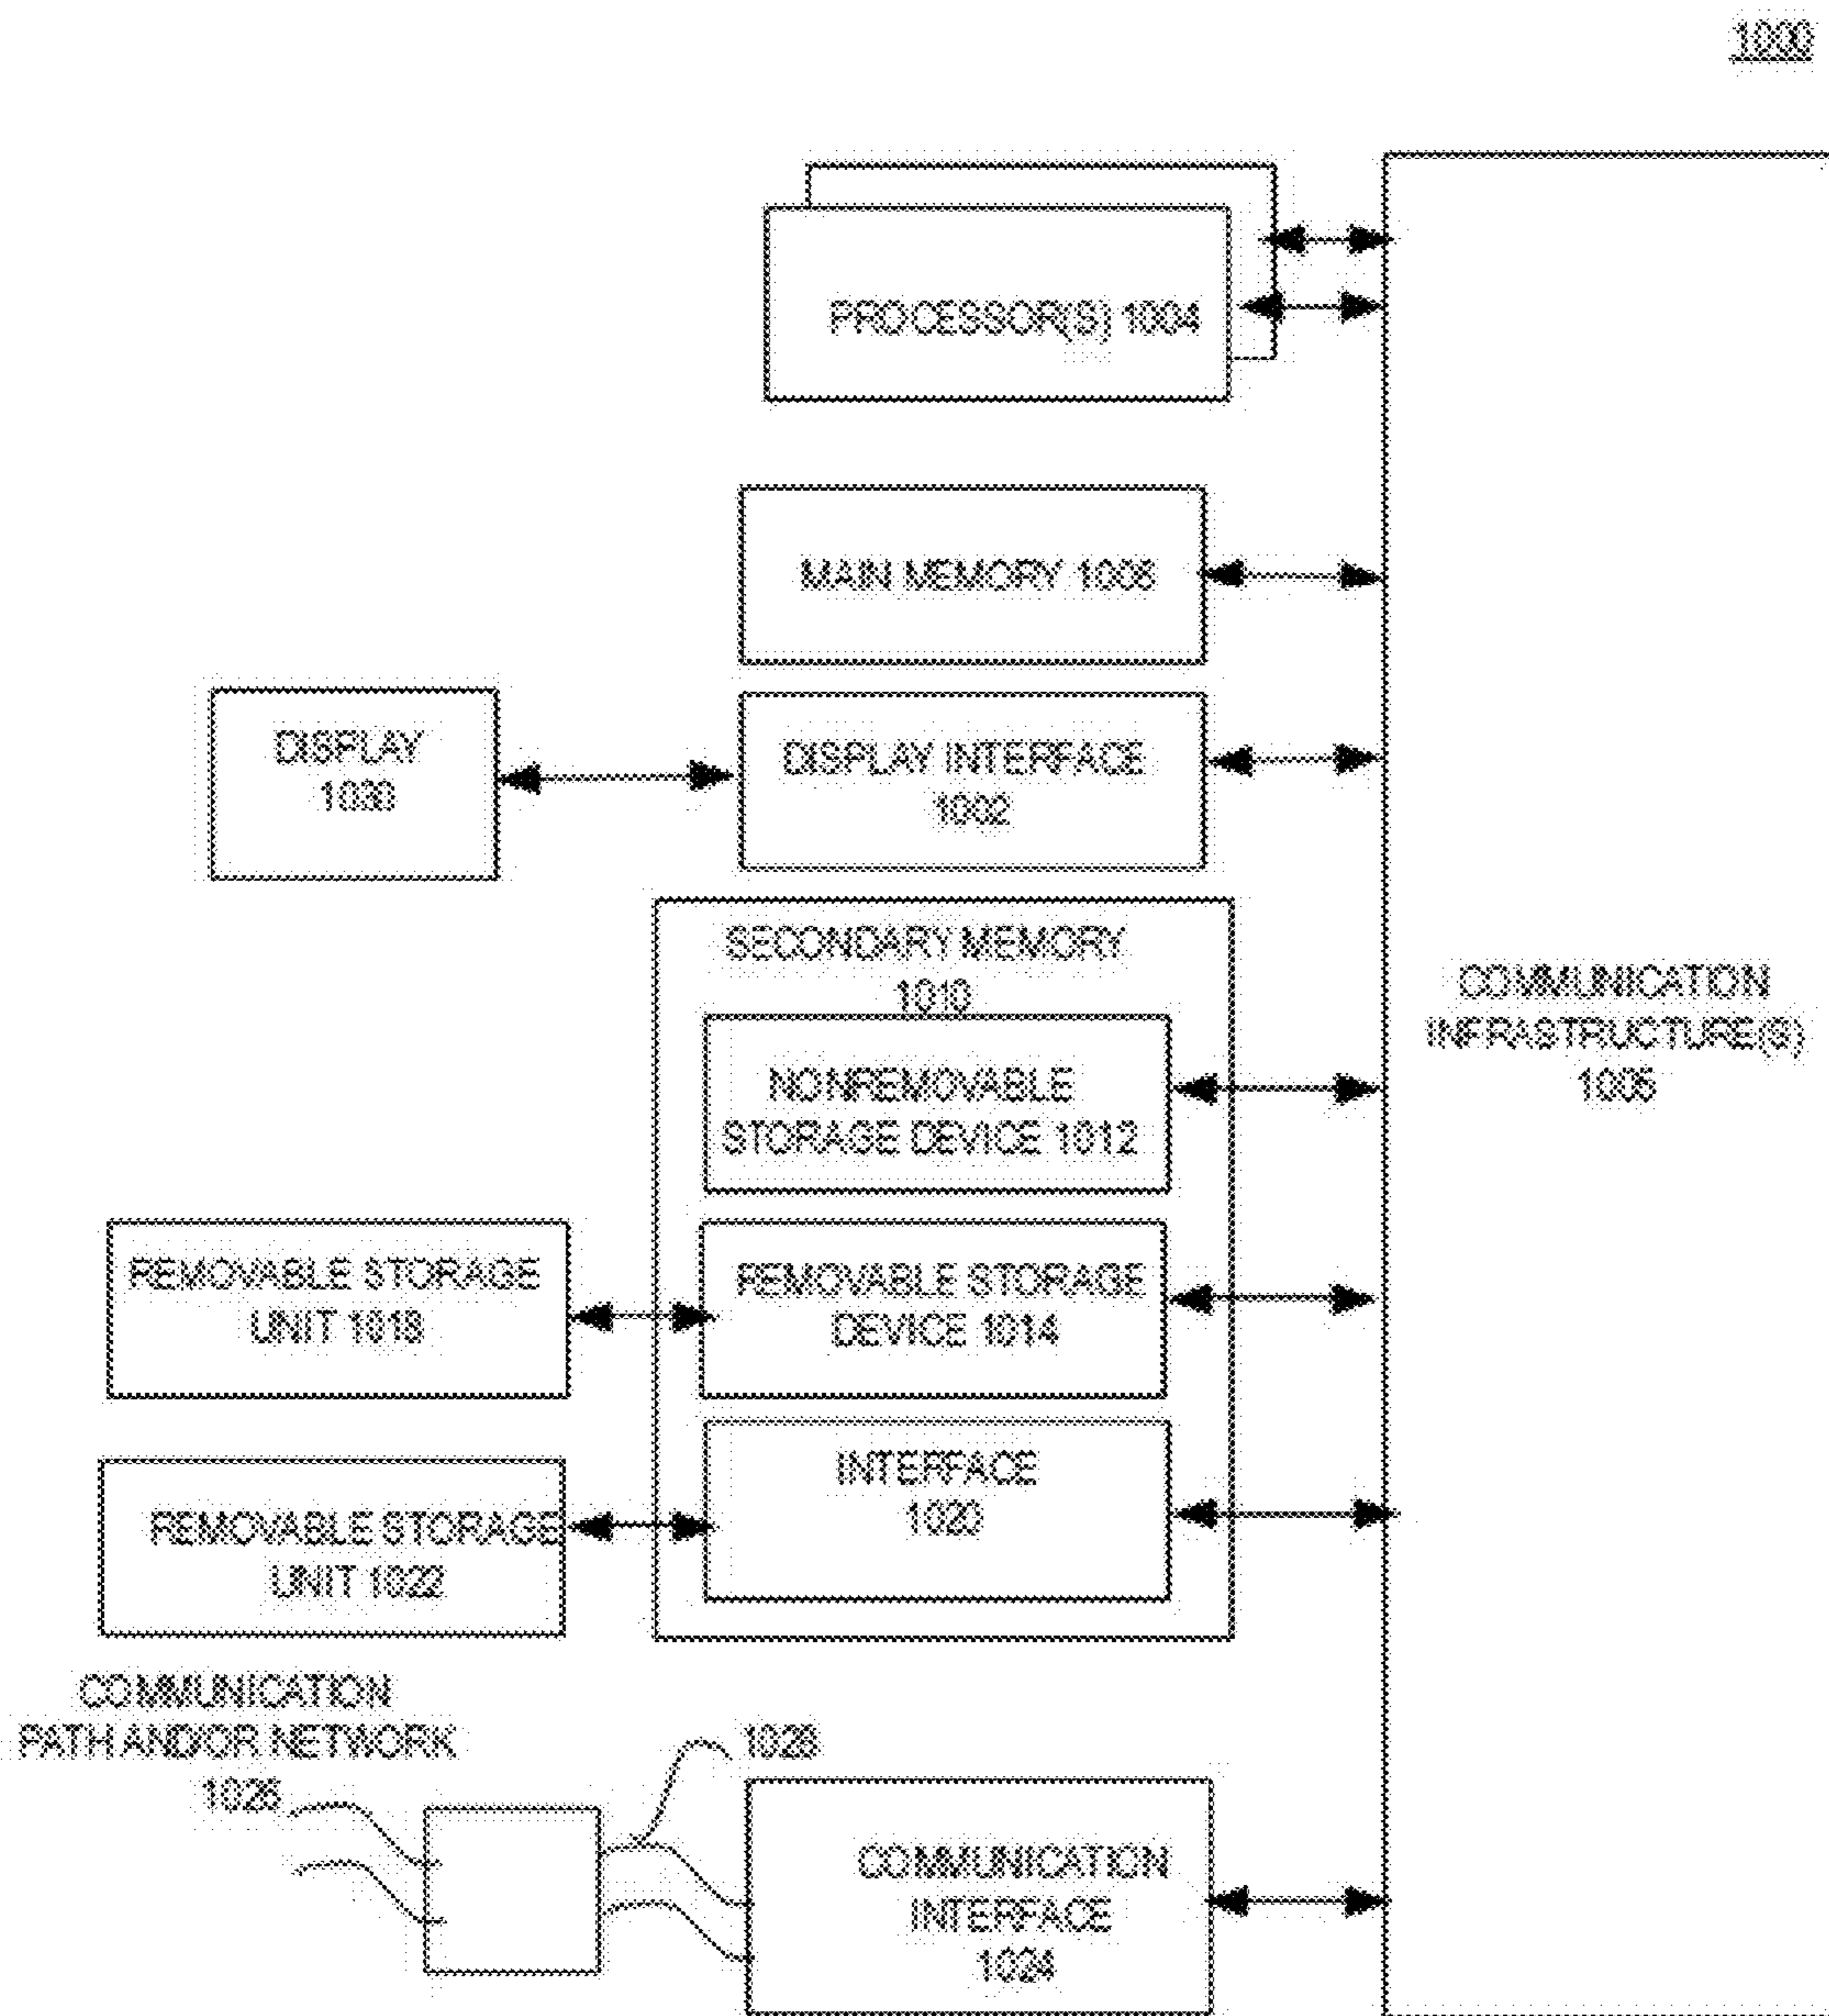 1000
PROCESSOR(S) 1004
MAIN MEMORY 1008
DISPLAY
1030
DISPLAY INTERFACE
1002
SECONDARY MEMORY
1010
COMMUNICATION
INFRASTRUCTURE(S)
1006
NONREMOVABLE
STORAGE DEVICE 1012
REMOVABLE STORAGE
UNIT 1018
REMOVABLE STORAGE
DEVICE 1014
INTERFACE
1020
REMOVABLE STORAGE
UNIT 1022
COMMUNICATION
PATH AND/OR NETWORK
1026
1028
COMMUNICATION
INTERFACE
1024